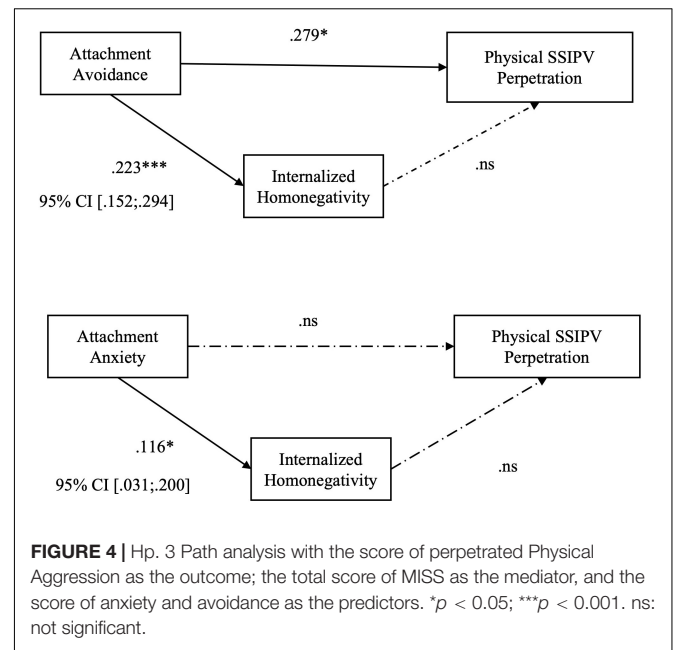 .279*
Attachment
Avoidance
Physical SSIPV
Perpetration
.223***
95% CI [.152;.294]
Internalized
Homonegativity
.ns
.ns
Attachment
Anxiety
Physical SSIPV
Perpetration
.116*
95% CI [.031;.200]
Internalized
Homonegativity
.ns
FIGURE 4 | Hp. 3 Path analysis with the score of perpetrated Physical
Aggression as the outcome; the total score of MISS as the mediator, and the
score of anxiety and avoidance as the predictors. *p < 0.05; ***p < 0.001. ns:
not significant.